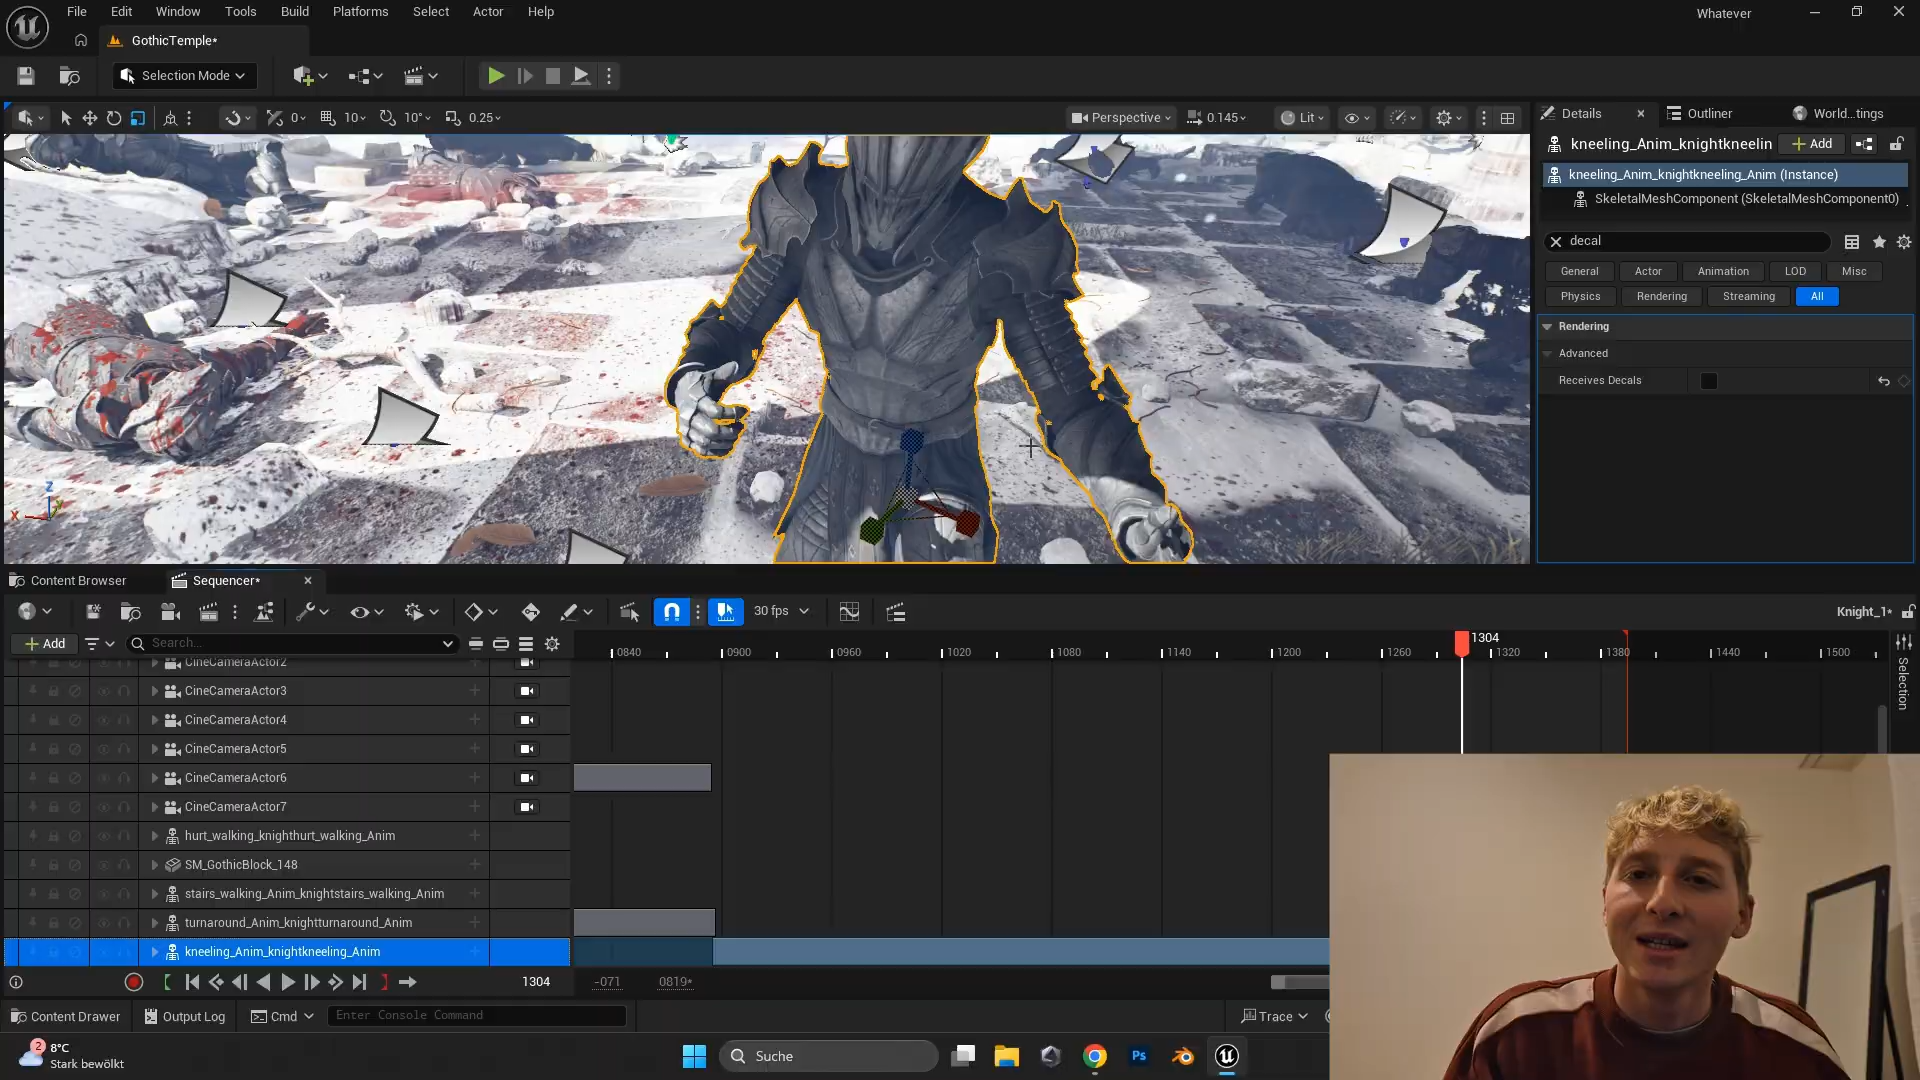 File Edit Window Tools Build Platforms Select Actor Help
Whatever
GothicTemple*
Selection Mode
0 10 10° 0.25
Perspective 0.145 Lit
Details Outliner World...tings
kneeling_Anim_knightkneelin Add
kneeling_Anim_knightkneeling_Anim (Instance)
SkeletalMeshComponent (SkeletalMeshComponent0)
decal
General Actor Animation LOD Misc
Physics Rendering Streaming All
Rendering
Advanced
Receives Decals
Z
X
Content Browser Sequencer*
30 fps
Knight_1*
Add Search...
1304
0840 0900 0960 1020 1080 1140 1200 1260 1320 1380 1440 1500
Selection
CineCameraActor2
CineCameraActor3
CineCameraActor4
CineCameraActor5
CineCameraActor6
CineCameraActor7
hurt_walking_knighthurt_walking_Anim
SM_GothicBlock_148
stairs_walking_Anim_knightstairs_walking_Anim
turnaround_Anim_knightturnaround_Anim
kneeling_Anim_knightkneeling_Anim
1304 -071 0819*
Content Drawer Output Log Cmd Enter Console Command Trace
2 8°C
Stark bewölkt
Suche
Ps